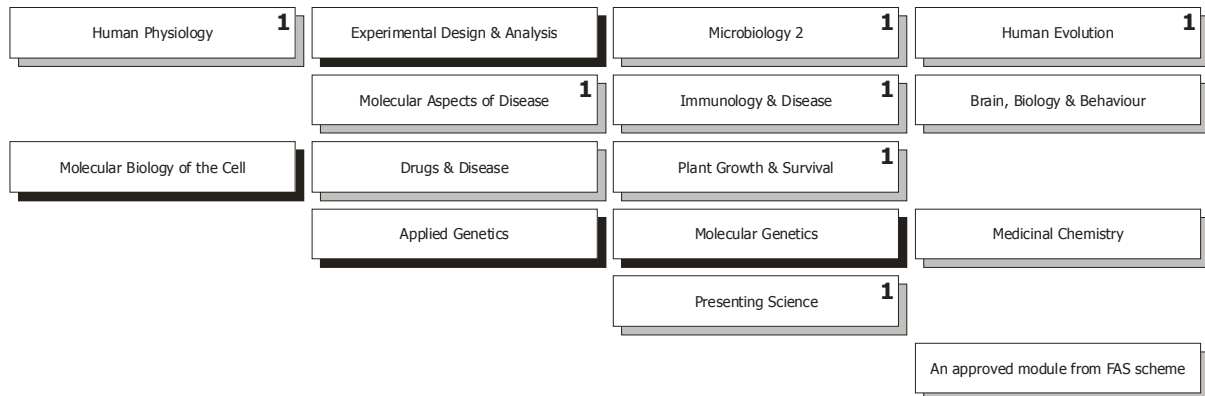 Human Physiology 1
Experimental Design & Analysis
Microbiology 2 1
Human Evolution 1
Molecular Aspects of Disease 1
Immunology & Disease 1
Brain, Biology & Behaviour
Molecular Biology of the Cell
Drugs & Disease
Plant Growth & Survival 1
Applied Genetics
Molecular Genetics
Medicinal Chemistry
Presenting Science 1
An approved module from FAS scheme